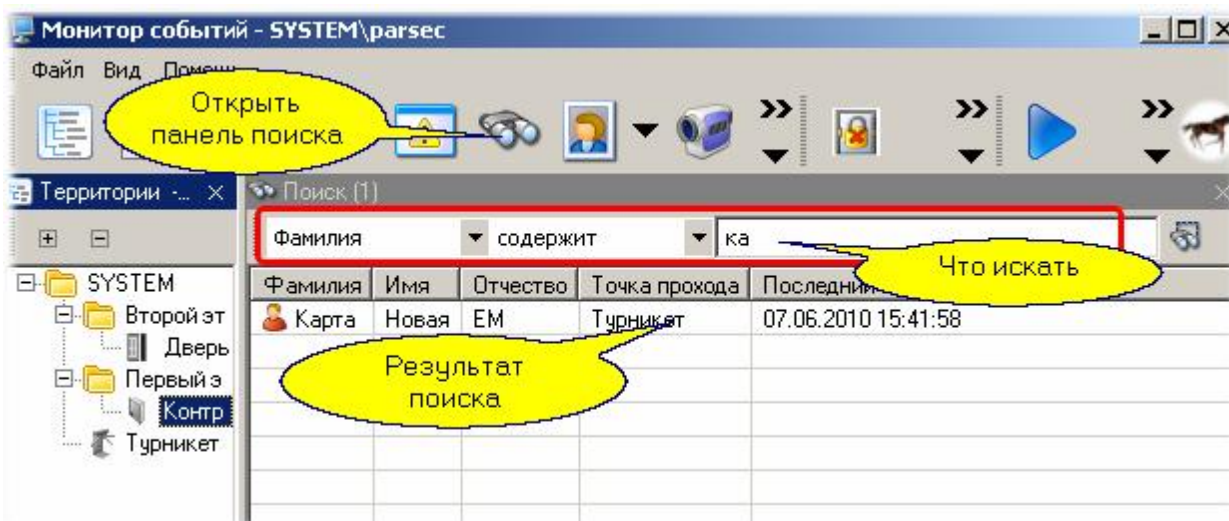 Монитор событий - SYSTEM\parsec
Файл Вид
Открыть
панель поиска
Территории -...
Поиск (1)
Фамилия содержит ка
Что искать
SYSTEM
Второй эт
Дверь
Первый э
Контр
Турникет
Фамилия Имя Отчество Точка прохода Последний
Карта Новая ЕМ Турникет 07.06.2010 15:41:58
Результат
поиска